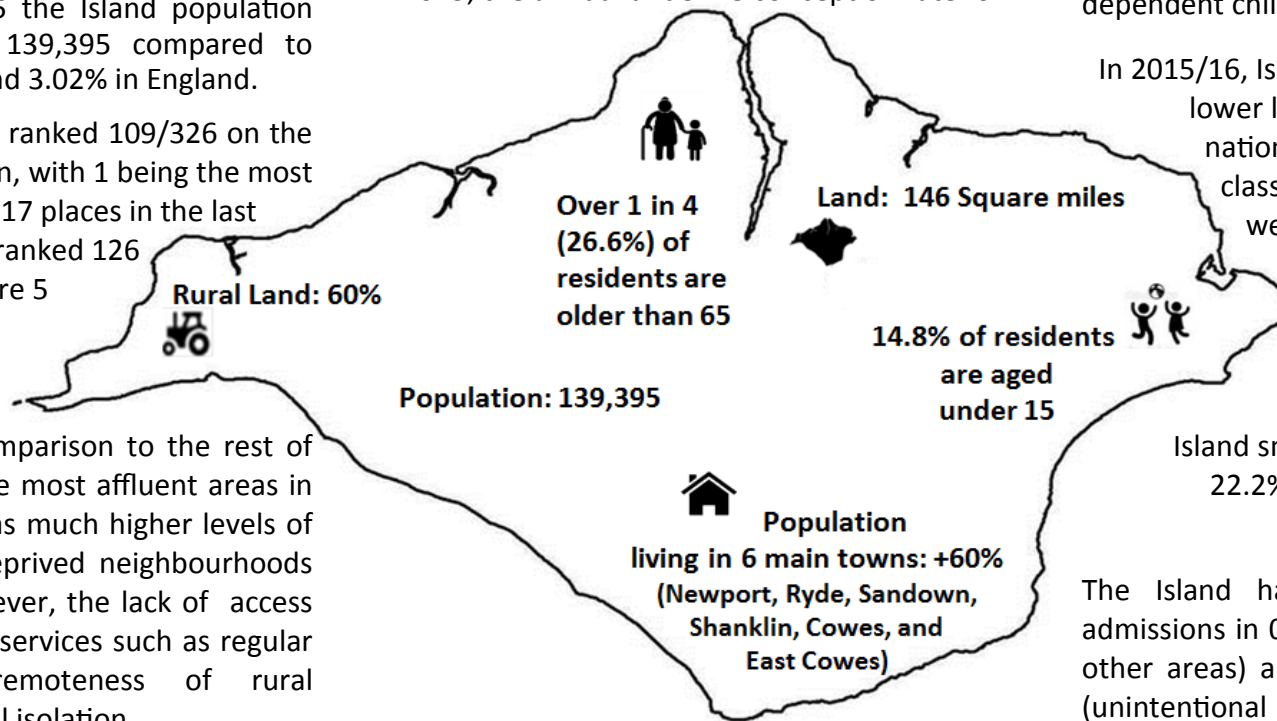 5 the Island population
139,395 compared to
nd 3.02% in England.
ranked 109/326 on the
n, with 1 being the most
17 places in the last
ranked 126
re 5
mparison to the rest of
e most affluent areas in
as much higher levels of
eprived neighbourhoods
ever, the lack of access
services such as regular
remoteness of rural
l isolation
Rural Land: 60%
Over 1 in 4
(26.6%) of
residents are
older than 65
Land: 146 Square miles
14.8% of residents
are aged
under 15
Population: 139,395
Population
living in 6 main towns: +60%
(Newport, Ryde, Sandown,
Shanklin, Cowes, and
East Cowes)
dependent chil
In 2015/16, Is
lower l
nation
class
we
Island sn
22.2%
The Island ha
admissions in 0
other areas) a
(unintentional